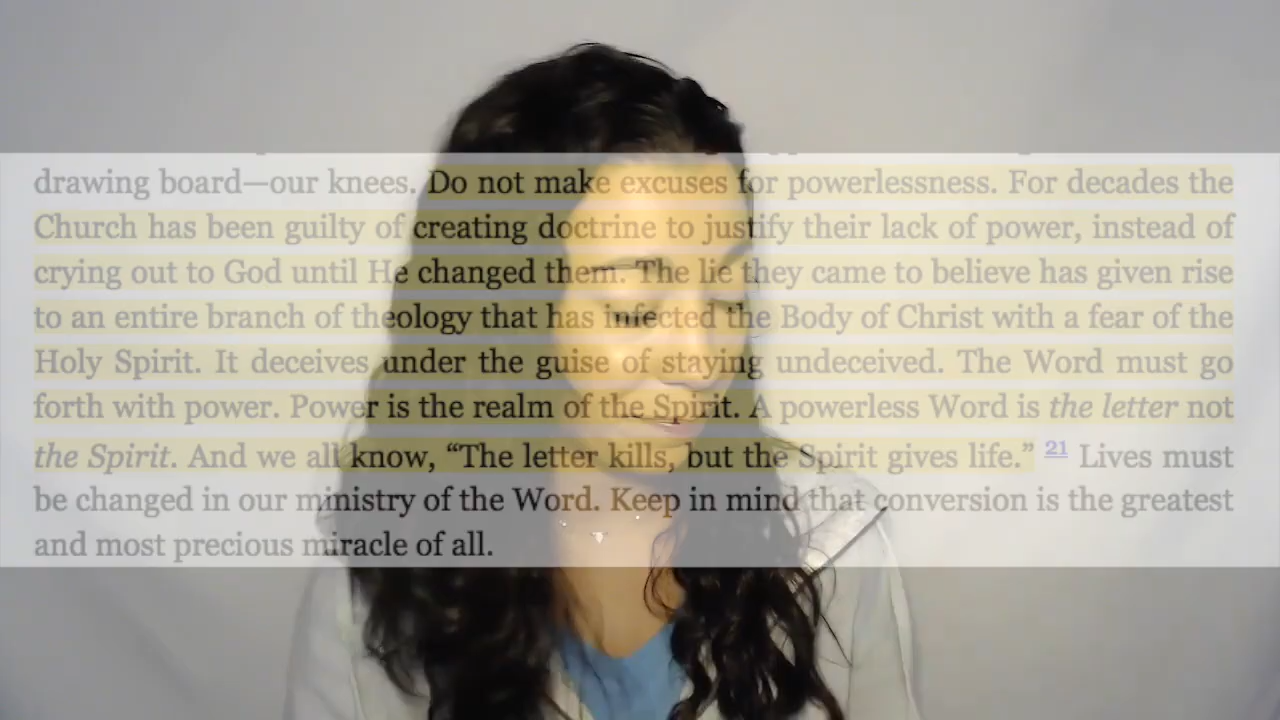 drawing board—our knees. Do not make excuses for powerlessness. For decades the
Church has been guilty of creating doctrine to justify their lack of power, instead of
crying out to God until He changed them. The lie they came to believe has given rise
to an entire branch of theology that has infected the Body of Christ with a fear of the
Holy Spirit. It deceives under the guise of staying undeceived. The Word must go
forth with power. Power is the realm of the Spirit. A powerless Word is the letter not
the Spirit. And we all know, “The letter kills, but the Spirit gives life.” 21 Lives must
be changed in our ministry of the Word. Keep in mind that conversion is the greatest
and most precious miracle of all.